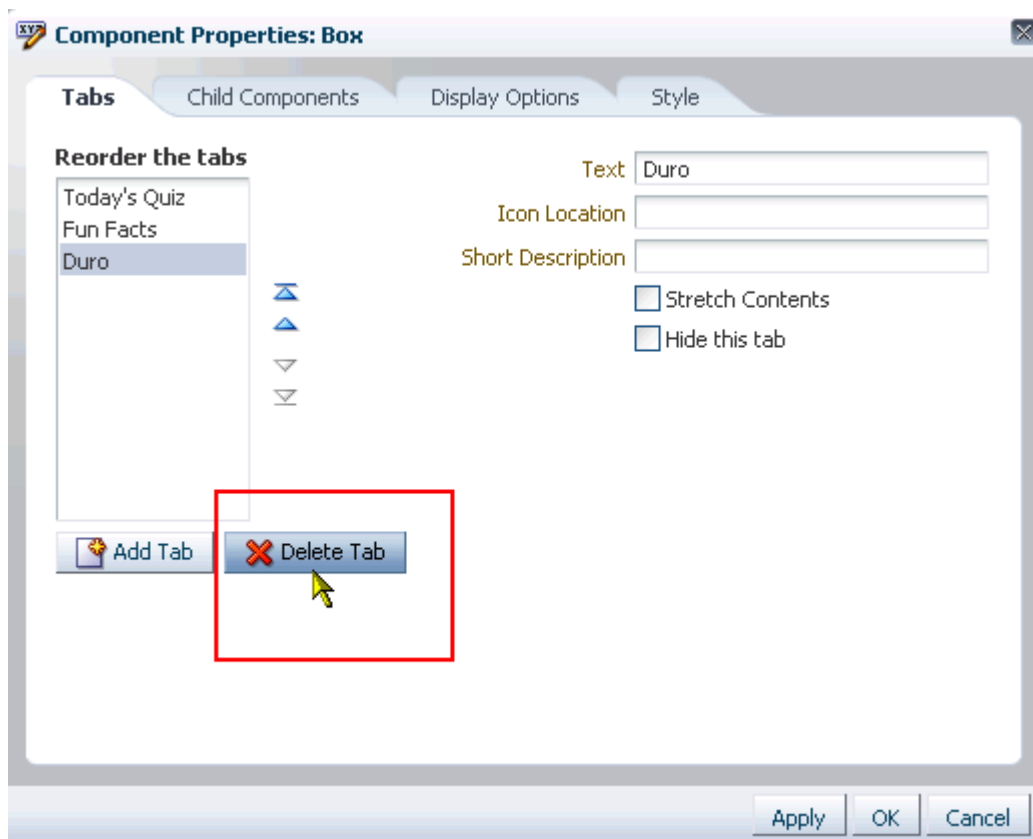 Component Properties: Box
Tabs Child Components Display Options Style
Reorder the tabs
Today's Quiz
Fun Facts
Duro
Text Duro
Icon Location
Short Description
Stretch Contents
Hide this tab
Add Tab Delete Tab
Apply OK Cancel